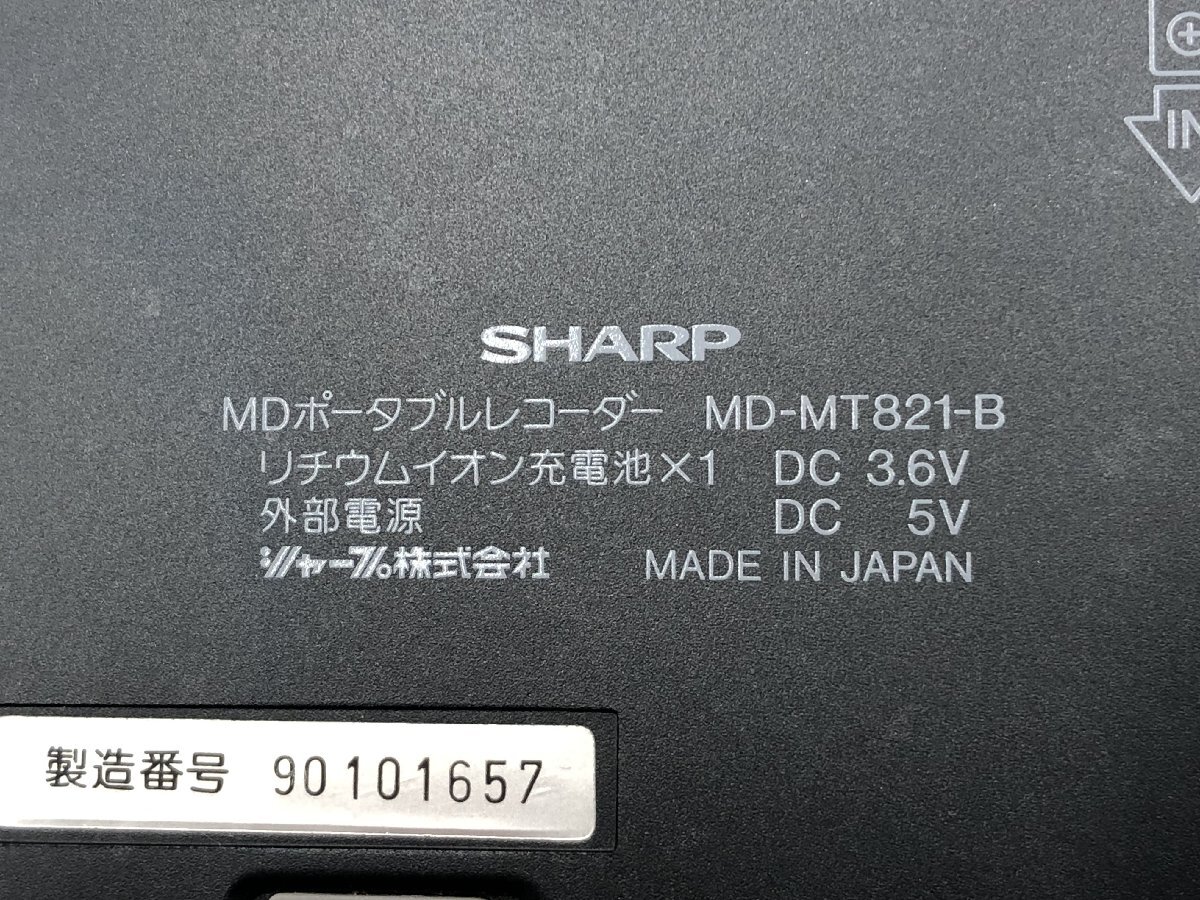 SHARP
MDポータブルレコーダー MD-MT821-B
リチウムイオン充電池×1 DC 3.6V
外部電源 DC 5V
シャープ株式会社 MADE IN JAPAN
製造番号 90101657